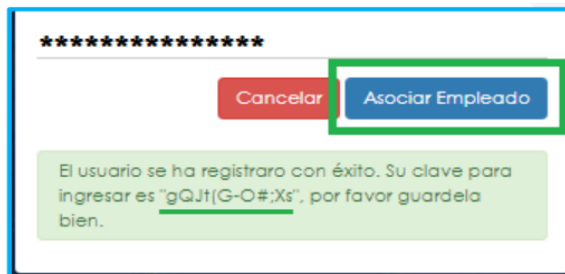 ***************
Cancelar Asociar Empleado
El usuario se ha registraro con éxito. Su clave para
ingresar es "gQJt(G-O#;Xs", por favor guardela
bien.